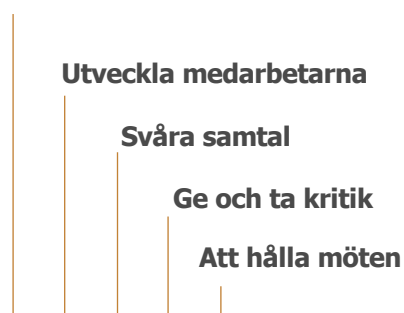 Utveckla medarbetarna
Svåra samtal
Ge och ta kritik
Att hålla möten